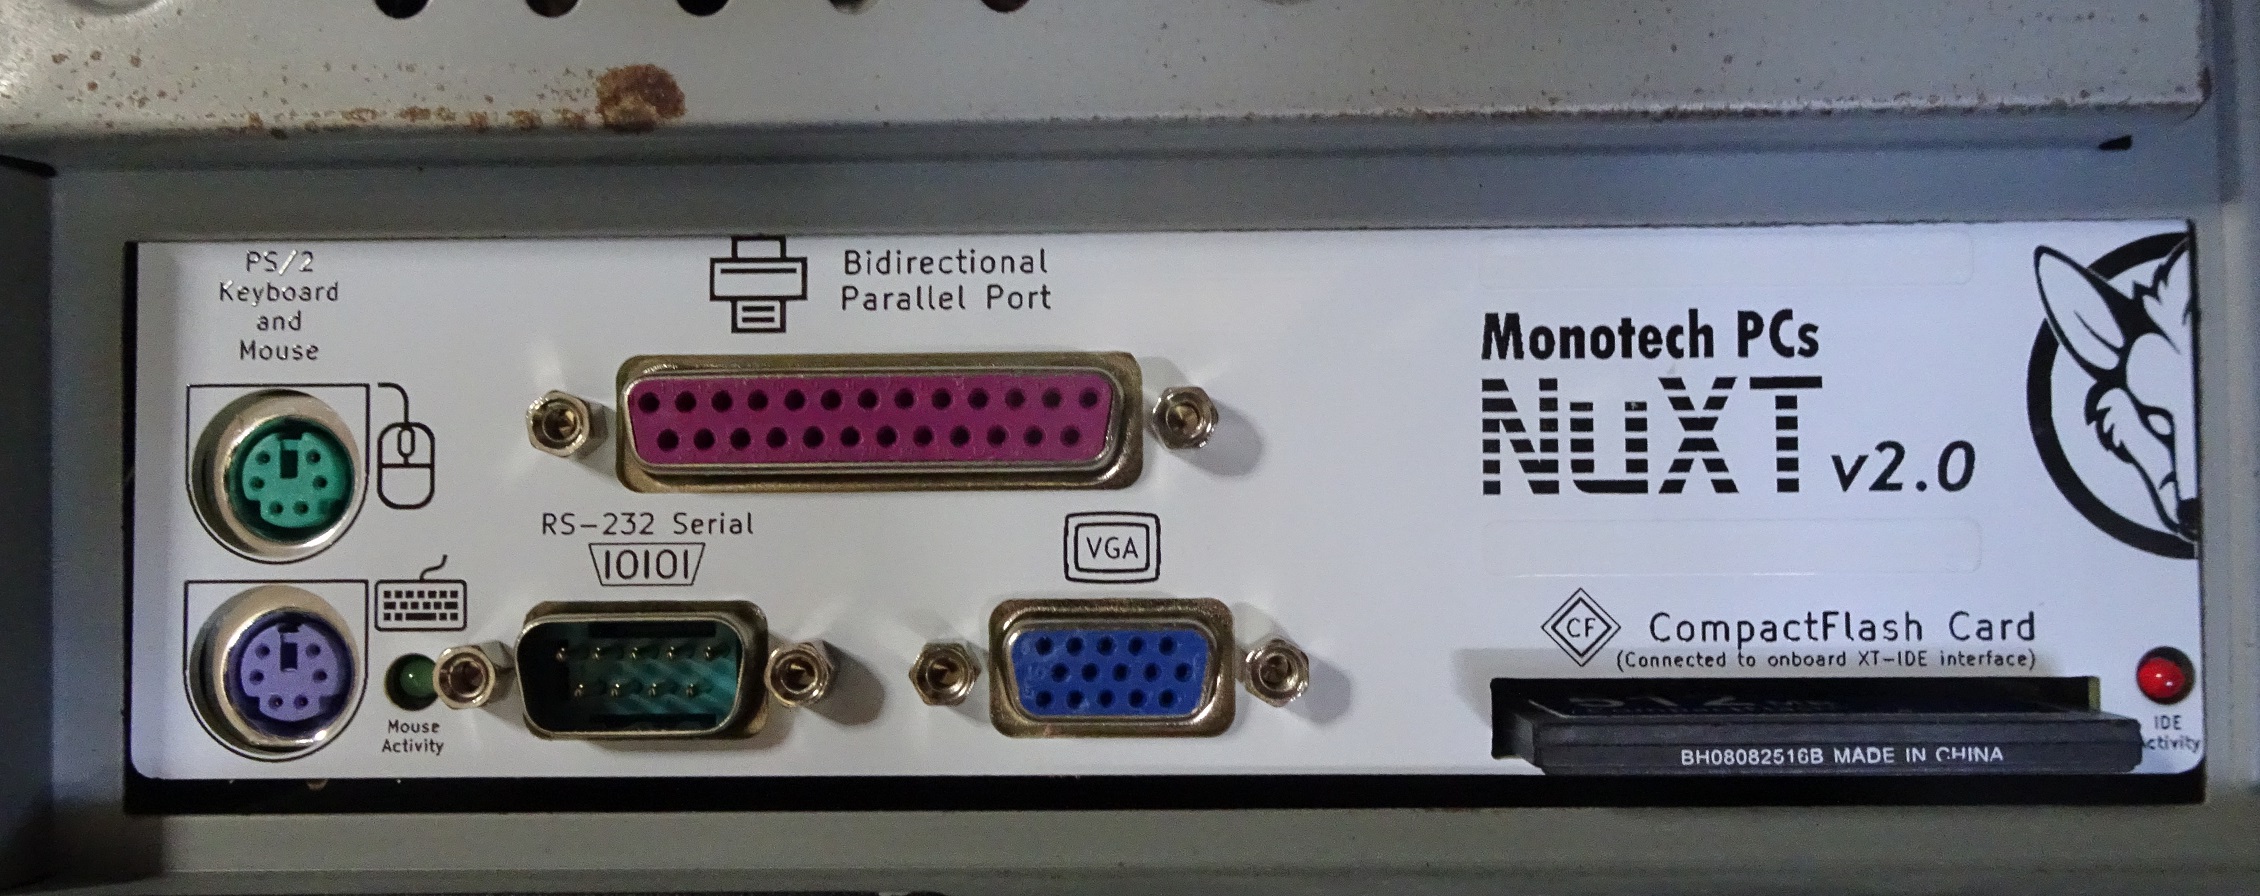 PS/2
Keyboard
and
Mouse
Bidirectional
Parallel Port
RS-232 Serial
IOIOI
VGA
Mouse
Activity
Monotech PCs
NuXT v2.0
CF
CompactFlash Card
(Connected to onboard XT-IDE interface)
512MB
BH08082516B MADE IN CHINA
IDE
Activity